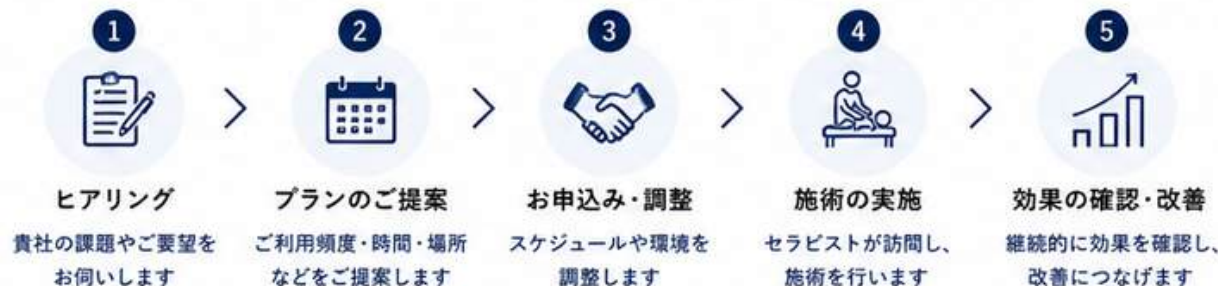 1
ヒアリング
貴社の課題やご要望を
お伺いします
2
プランのご提案
ご利用頻度・時間・場所
などをご提案します
3
お申込み・調整
スケジュールや環境を
調整します
4
施術の実施
セラピストが訪問し、
施術を行います
5
効果の確認・改善
継続的に効果を確認し、
改善につなげます